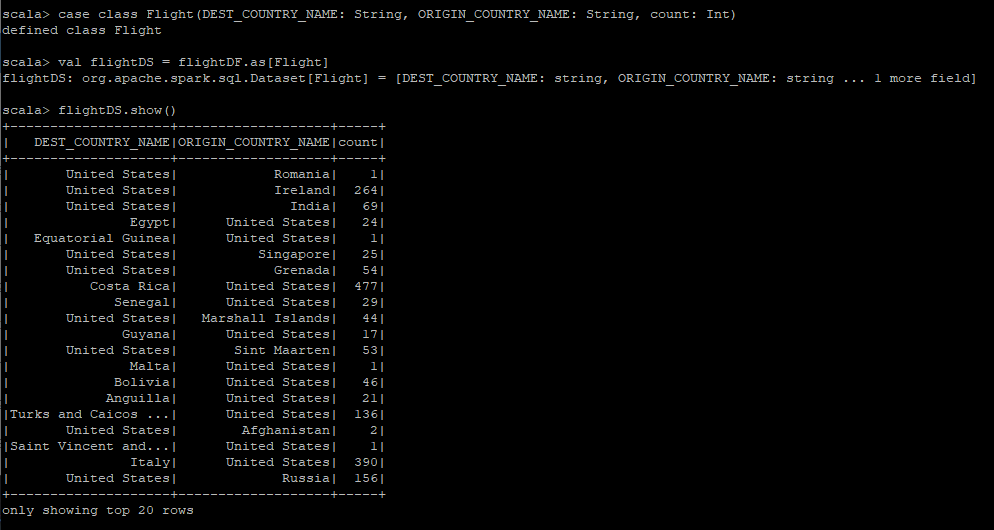 scala> case class Flight(DEST_COUNTRY_NAME: String, ORIGIN_COUNTRY_NAME: String, count: Int)
defined class Flight
scala> val flightDS = flightDF.as[Flight]
flightDS: org.apache.spark.sql.Dataset[Flight] = [DEST_COUNTRY_NAME: string, ORIGIN_COUNTRY_NAME: string ... 1 more field]
scala> flightDS.show()
+--------------------+-------------------+-----+
|   DEST_COUNTRY_NAME|ORIGIN_COUNTRY_NAME|count|
+--------------------+-------------------+-----+
|       United States|            Romania|    1|
|       United States|            Ireland|  264|
|       United States|              India|   69|
|               Egypt|      United States|   24|
|   Equatorial Guinea|      United States|    1|
|       United States|          Singapore|   25|
|       United States|            Grenada|   54|
|          Costa Rica|      United States|  477|
|             Senegal|      United States|   29|
|       United States|   Marshall Islands|   44|
|              Guyana|      United States|   17|
|       United States|       Sint Maarten|   53|
|               Malta|      United States|    1|
|             Bolivia|      United States|   46|
|            Anguilla|      United States|   21|
|Turks and Caicos ...|      United States|  136|
|       United States|        Afghanistan|    2|
|Saint Vincent and...|      United States|    1|
|               Italy|      United States|  390|
|       United States|             Russia|  156|
+--------------------+-------------------+-----+
only showing top 20 rows